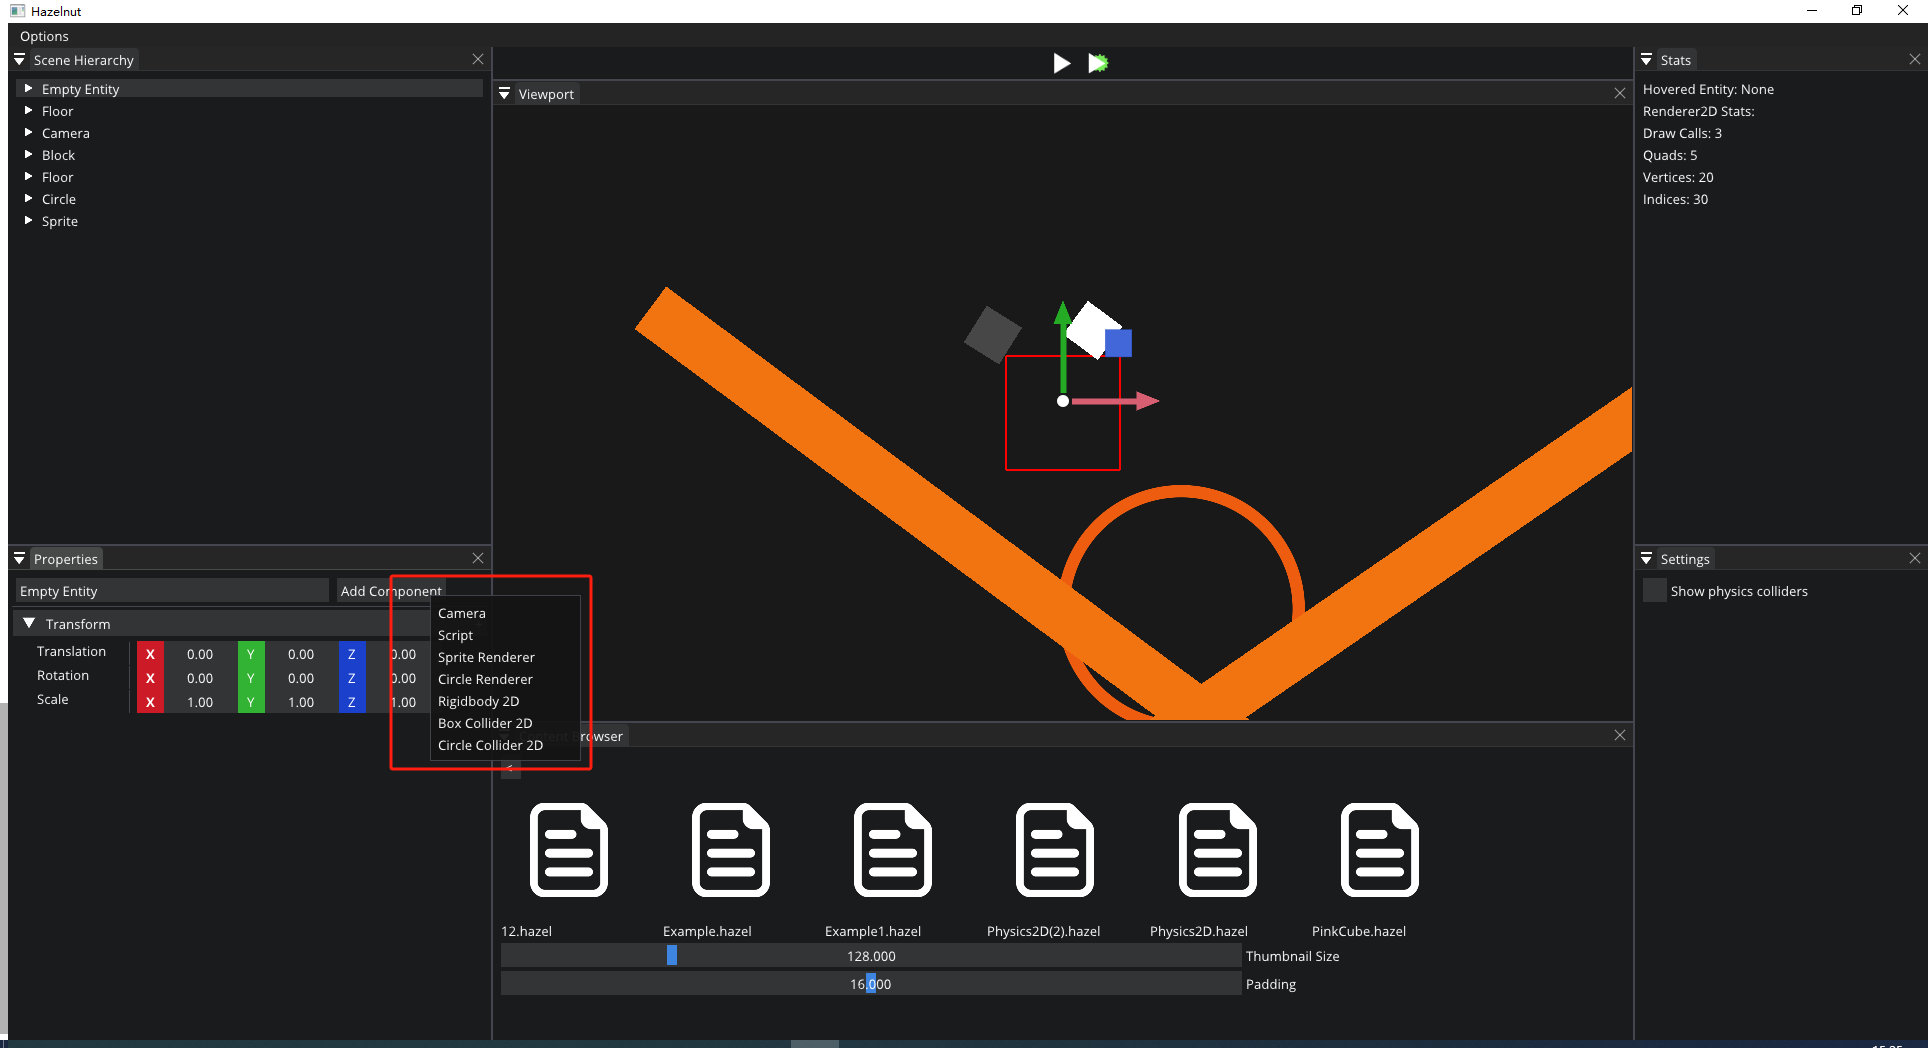 Hazelnut
Options
Scene Hierarchy
Empty Entity
Floor
Camera
Block
Floor
Circle
Sprite
Viewport
Stats
Hovered Entity: None
Renderer2D Stats:
Draw Calls: 3
Quads: 5
Vertices: 20
Indices: 30
Properties
Empty Entity
Add Component
Transform
Translation X 0.00 Y 0.00 Z 0.00
Rotation X 0.00 Y 0.00 Z 0.00
Scale X 1.00 Y 1.00 Z 1.00
Camera
Script
Sprite Renderer
Circle Renderer
Rigidbody 2D
Box Collider 2D
Circle Collider 2D
Settings
Show physics colliders
Browser
<
12.hazel
Example.hazel
Example1.hazel
Physics2D(2).hazel
Physics2D.hazel
PinkCube.hazel
128.000 Thumbnail Size
16.000 Padding